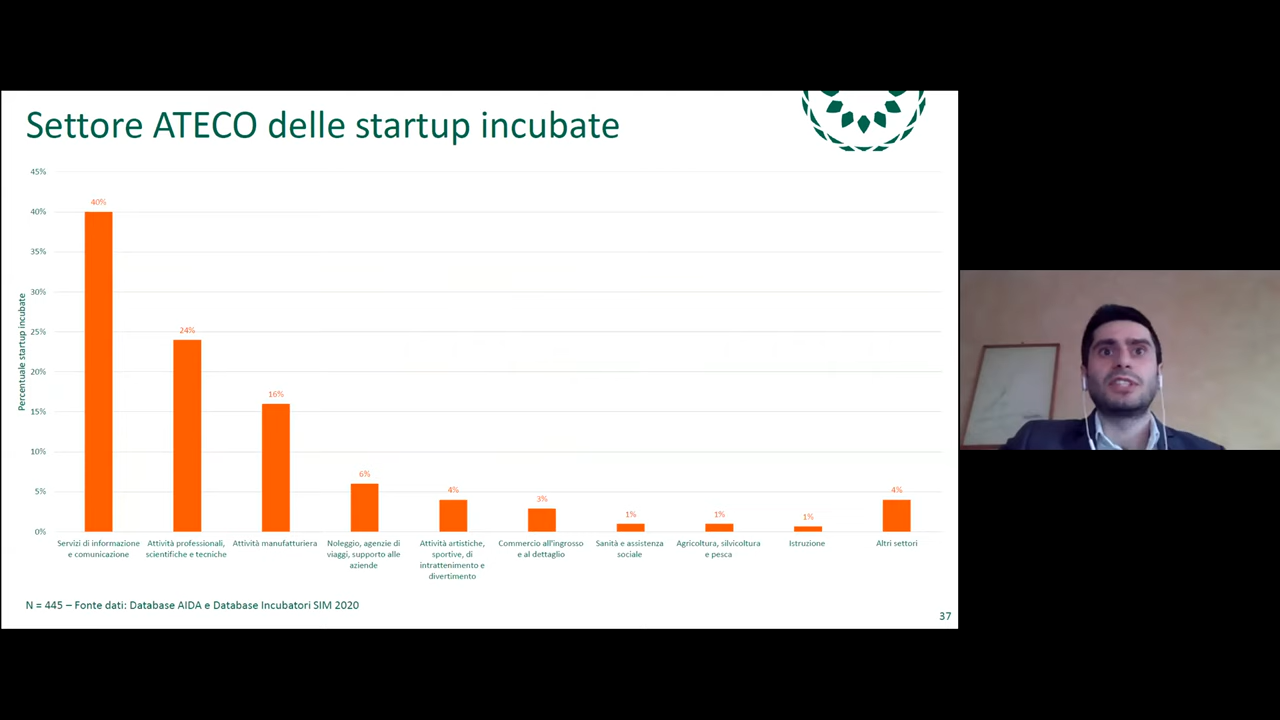 Settore ATECO delle startup incubate
45%
40%
35%
30%
25%
20%
15%
10%
5%
0%
Percentuale startup incubate
40%
24%
16%
6%
4%
3%
1%
1%
1%
4%
Servizi di informazione
e comunicazione
Attività professionali,
scientifiche e tecniche
Attività manufatturiera
Noleggio, agenzie di
viaggi, supporto alle
aziende
Attività artistiche,
sportive, di
intrattenimento e
divertimento
Commercio all'ingrosso
e al dettaglio
Sanità e assistenza
sociale
Agricoltura, silvicoltura
e pesca
Istruzione
Altri settori
N = 445 – Fonte dati: Database AIDA e Database Incubatori SIM 2020
37